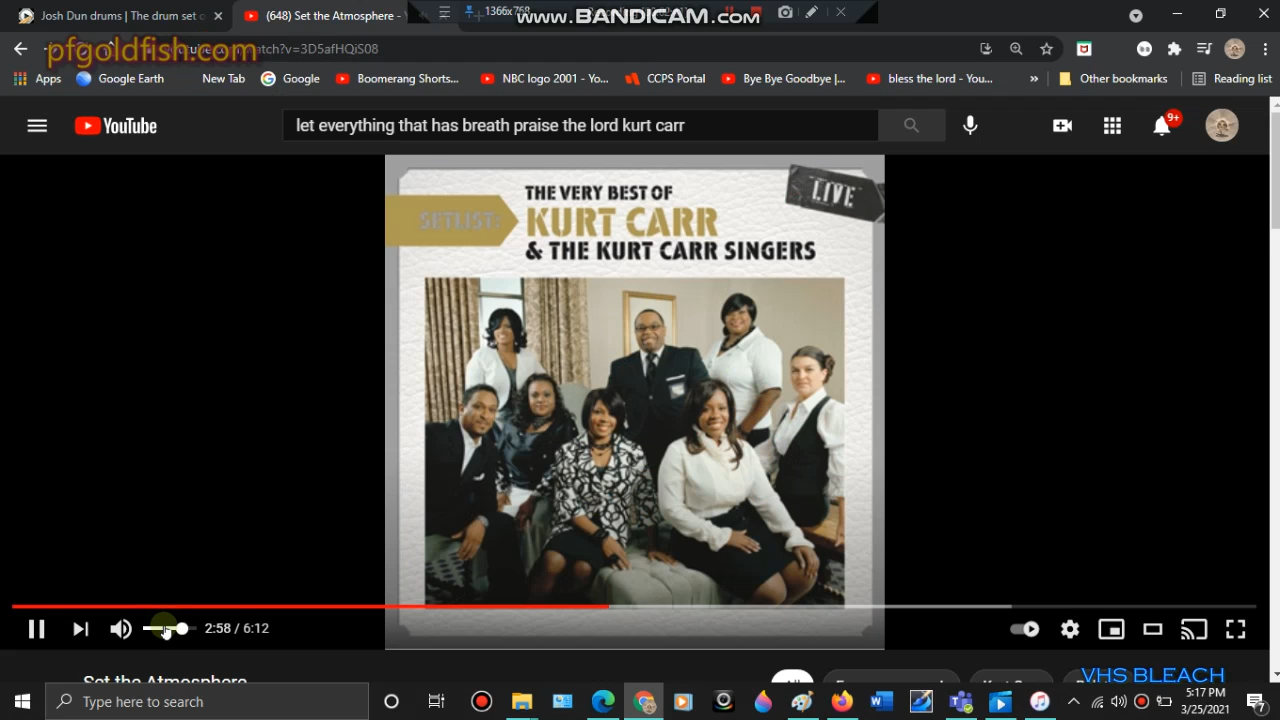 Josh Dun drums | The drum set o
(648) Set the Atmosphere -
1366x768
www.BANDICAM.com
pfgoldfish.com
atch?v=3D5afHQjS08
Apps
Google Earth
New Tab
Google
Boomerang Shorts...
NBC logo 2001 - Yo...
CCPS Portal
Bye Bye Goodbye |...
bless the lord - You...
»
Other bookmarks
Reading list
YouTube
let everything that has breath praise the lord kurt carr
9+
LIVE
THE VERY BEST OF
SETLIST:
KURT CARR
& THE KURT CARR SINGERS
2:58 / 6:12
Set the Atmosphere
All
VHS BLEACH
Type here to search
5:17 PM
3/25/2021
7